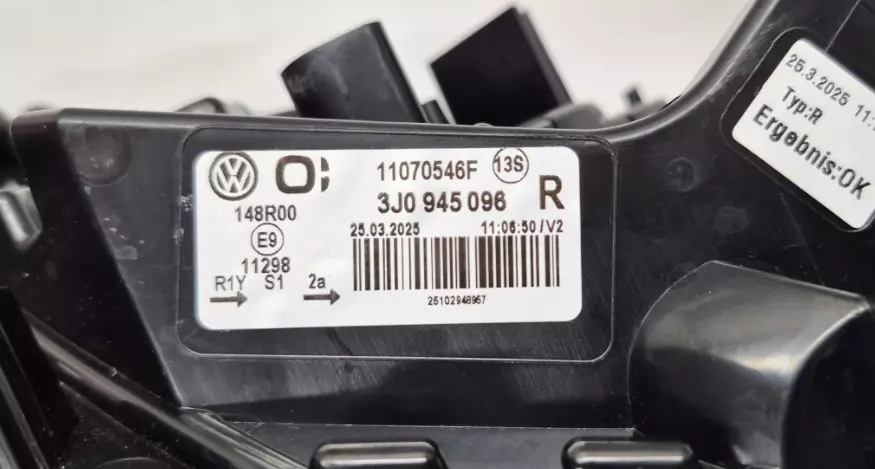 11070546F 13S
3J0 945 096 R
148R00
E9
11298
R1Y S1 2a
25.03.2025 11:06:50/V2
25102948967
25.3.2025 11:
Typ:R
Ergebnis:OK